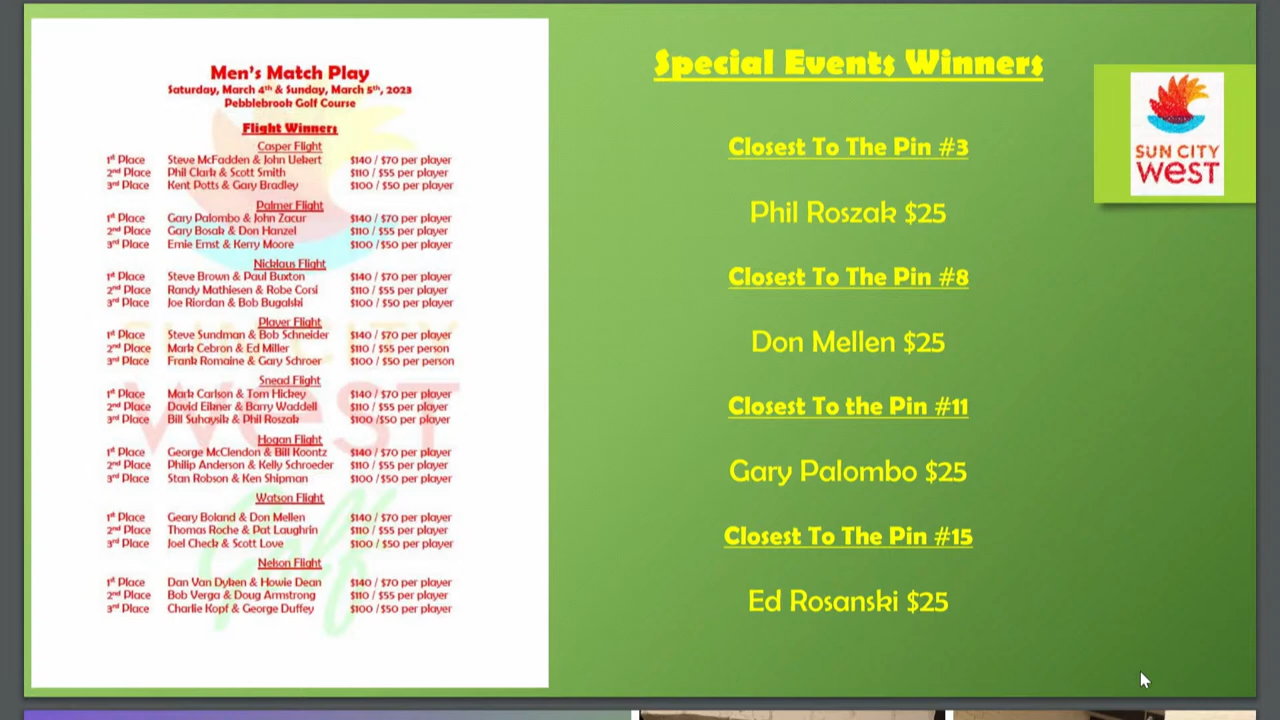 Men's Match Play
Saturday, March 4th & Sunday, March 5th, 2023
Pebblebrook Golf Course
Flight Winners
Casper Flight
1st Place Steve McFadden & John Uekert $140 / $70 per player
2nd Place Phil Clark & Scott Smith $110 / $55 per player
3rd Place Kent Potts & Gary Bradley $100 / $50 per player
Palmer Flight
1st Place Gary Palombo & John Zacur $140 / $70 per player
2nd Place Gary Bosak & Don Hanzel $110 / $55 per player
3rd Place Ernie Ernst & Kerry Moore $100 /$50 per player
Nicklaus Flight
1st Place Steve Brown & Paul Buxton $140 / $70 per player
2nd Place Randy Mathiesen & Robe Corsi $110 / $55 per player
3rd Place Joe Riordan & Bob Bugalski $100 / $50 per player
Player Flight
1st Place Steve Sundman & Bob Schneider $140 / $70 per player
2nd Place Mark Cebron & Ed Miller $110 / $55 per person
3rd Place Frank Romaine & Gary Schroer $100 / $50 per person
Snead Flight
1st Place Mark Carlson & Tom Hickey $140 / $70 per player
2nd Place David Eikner & Barry Waddell $110 / $55 per player
3rd Place Bill Suhaysik & Phil Roszak $100 /$50 per player
Hogan Flight
1st Place George McClendon & Bill Koontz $140 / $70 per player
2nd Place Philip Anderson & Kelly Schroeder $110 / $55 per player
3rd Place Stan Robson & Ken Shipman $100 / $50 per player
Watson Flight
1st Place Geary Boland & Don Mellen $140 / $70 per player
2nd Place Thomas Roche & Pat Laughrin $110 / $55 per player
3rd Place Joel Check & Scott Love $100 / $50 per player
Nelson Flight
1st Place Dan Van Dyken & Howie Dean $140 / $70 per player
2nd Place Bob Verga & Doug Armstrong $110 / $55 per player
3rd Place Charlie Kopf & George Duffey $100 / $50 per player
SUN CITY
WEST
Golf
Special Events Winners
Closest To The Pin #3
Phil Roszak $25
Closest To The Pin #8
Don Mellen $25
Closest To the Pin #11
Gary Palombo $25
Closest To The Pin #15
Ed Rosanski $25
SUN CITY
WeST